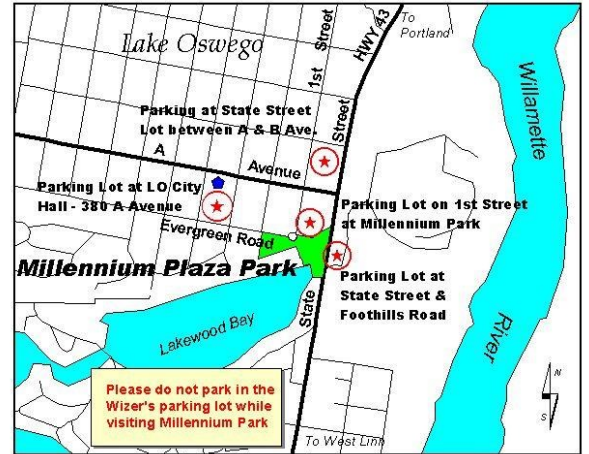 To
Portland
HWY 43
Lake Oswego
1st Street
Willamette
Parking at State Street
Lot between A & B Ave.
A Avenue
Parking Lot at LO City
Hall - 380 A Avenue
Parking Lot on 1st Street
at Millennium Park
Evergreen Road
Millennium Plaza Park
Parking Lot at
State Street &
Foothills Road
State Street
Lakewood Bay
River
Please do not park in the
Wizer's parking lot while
visiting Millennium Park
To West Linn
N
S